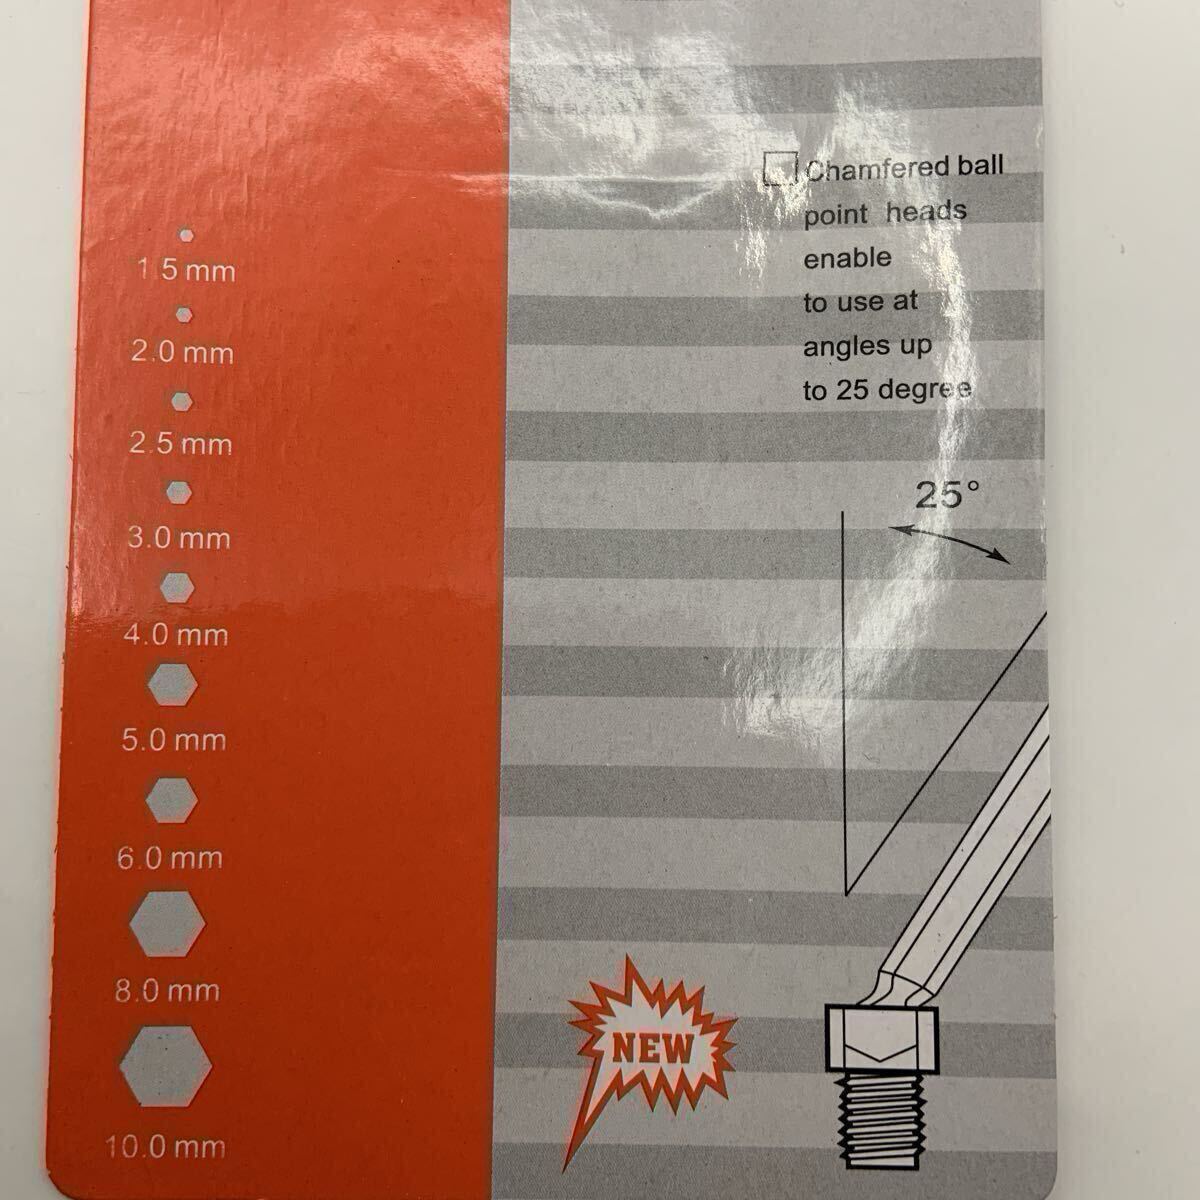 1.5 mm
2.0 mm
2.5 mm
3.0 mm
4.0 mm
5.0 mm
6.0 mm
8.0 mm
10.0 mm
Chamfered ball
point heads
enable
to use at
angles up
to 25 degree
25°
NEW